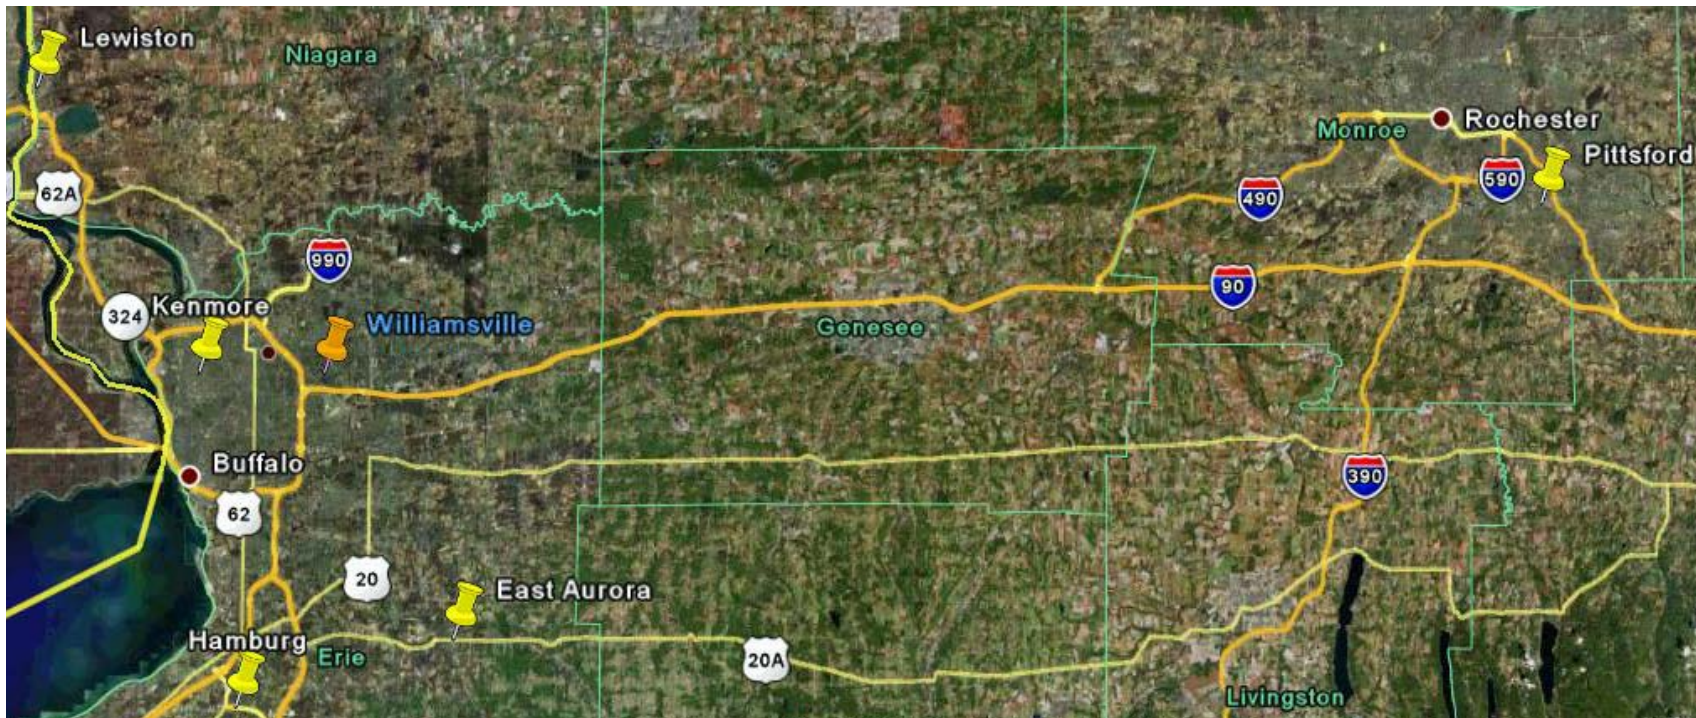 Lewiston
Niagara
Rochester
Monroe
Pittsford
62A
590
490
990
90
Kenmore
324
Williamsville
Genesee
Buffalo
390
62
20
East Aurora
Hamburg
Erie
20A
Livingston